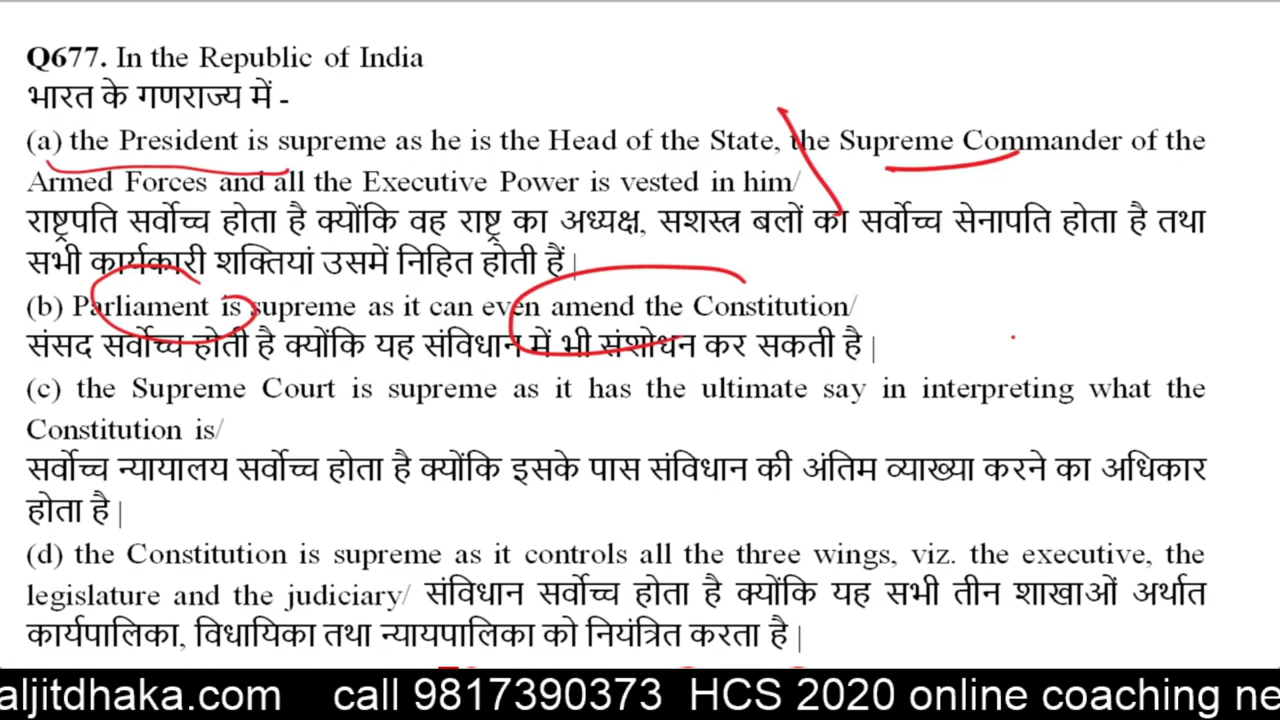 Q677. In the Republic of India
भारत के गणराज्य में -
(a) the President is supreme as he is the Head of the State, the Supreme Commander of the
Armed Forces and all the Executive Power is vested in him/
राष्ट्रपति सर्वोच्च होता है क्योंकि वह राष्ट्र का अध्यक्ष, सशस्त्र बलों का सर्वोच्च सेनापति होता है तथा
सभी कार्यकारी शक्तियां उसमें निहित होती हैं|
(b) Parliament is supreme as it can even amend the Constitution/
संसद सर्वोच्च होती है क्योंकि यह संविधान में भी संशोधन कर सकती है|
(c) the Supreme Court is supreme as it has the ultimate say in interpreting what the
Constitution is/
सर्वोच्च न्यायालय सर्वोच्च होता है क्योंकि इसके पास संविधान की अंतिम व्याख्या करने का अधिकार
होता है|
(d) the Constitution is supreme as it controls all the three wings, viz. the executive, the
legislature and the judiciary/ संविधान सर्वोच्च होता है क्योंकि यह सभी तीन शाखाओं अर्थात
कार्यपालिका, विधायिका तथा न्यायपालिका को नियंत्रित करता है|
aljitdhaka.com call 9817390373 HCS 2020 online coaching ne